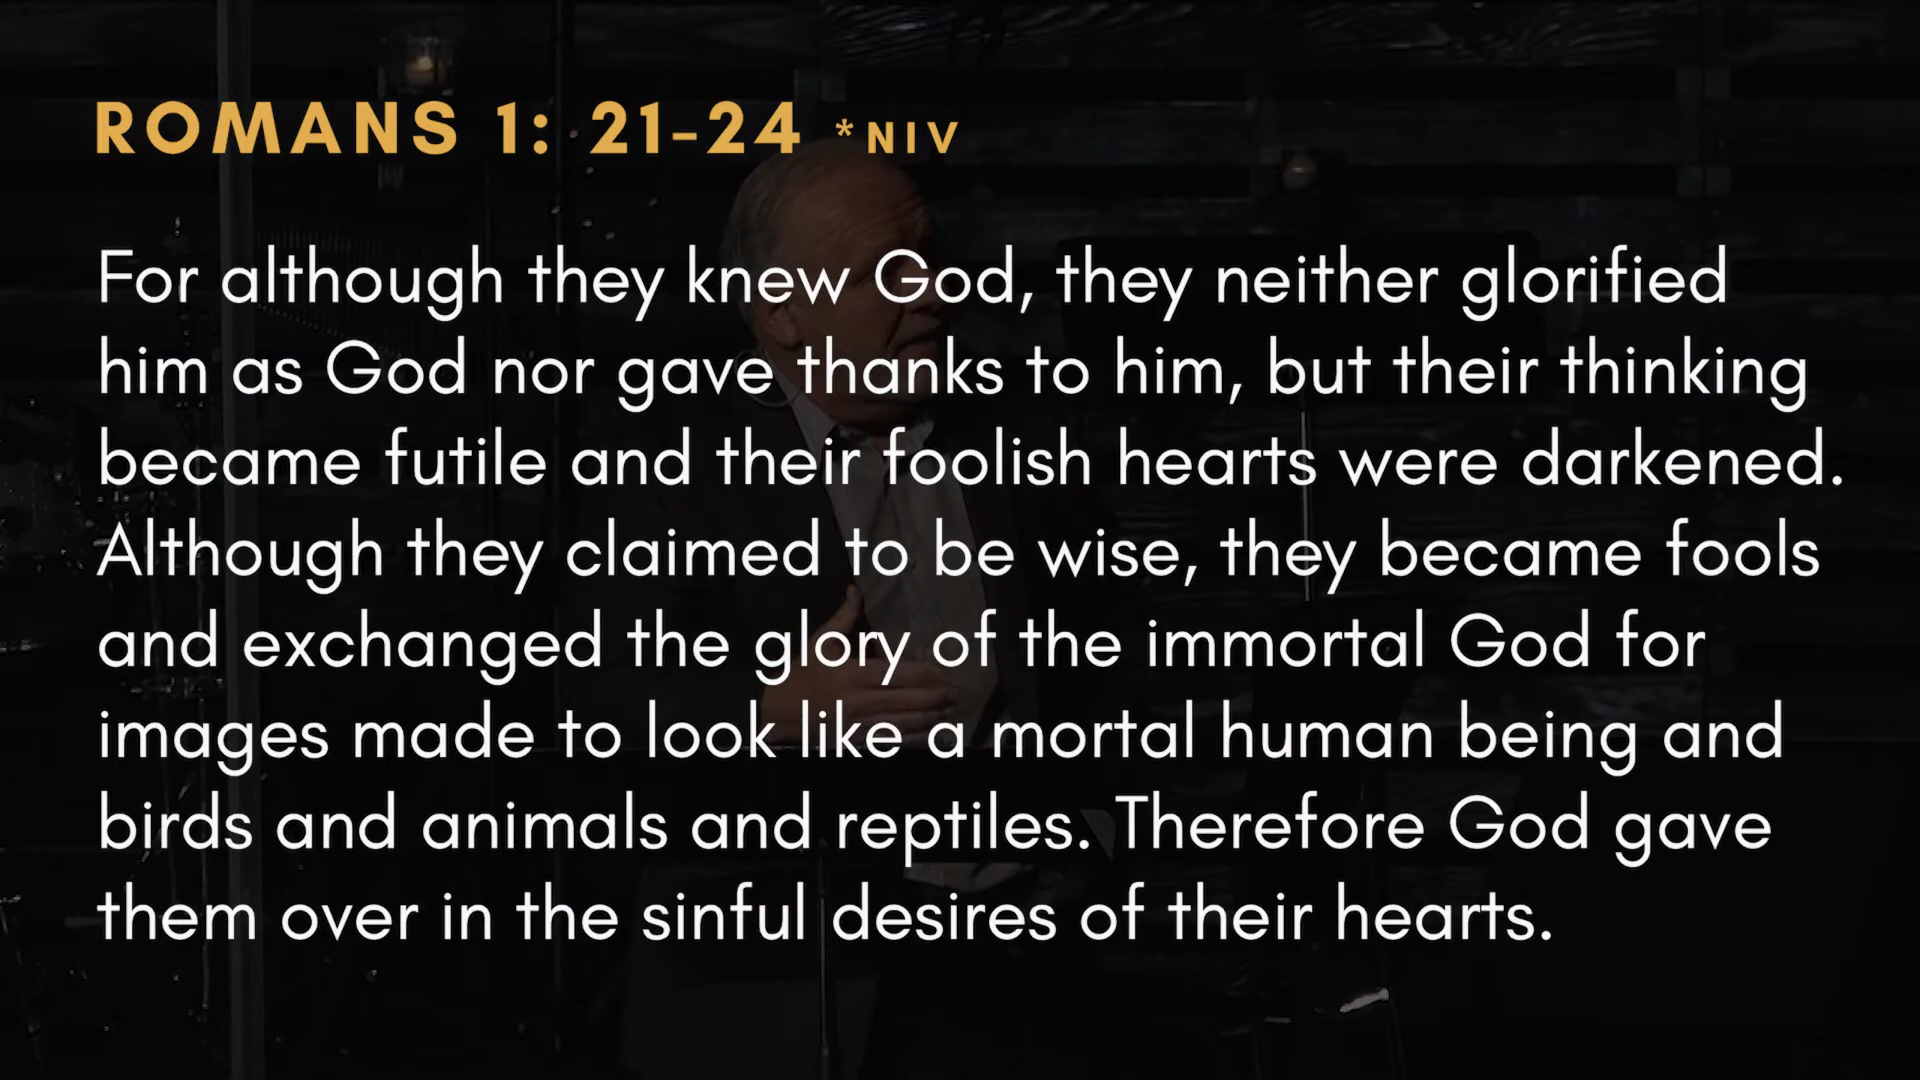 ROMANS 1: 21-24 *NIV
For although they knew God, they neither glorified
him as God nor gave thanks to him, but their thinking
became futile and their foolish hearts were darkened.
Although they claimed to be wise, they became fools
and exchanged the glory of the immortal God for
images made to look like a mortal human being and
birds and animals and reptiles. Therefore God gave
them over in the sinful desires of their hearts.